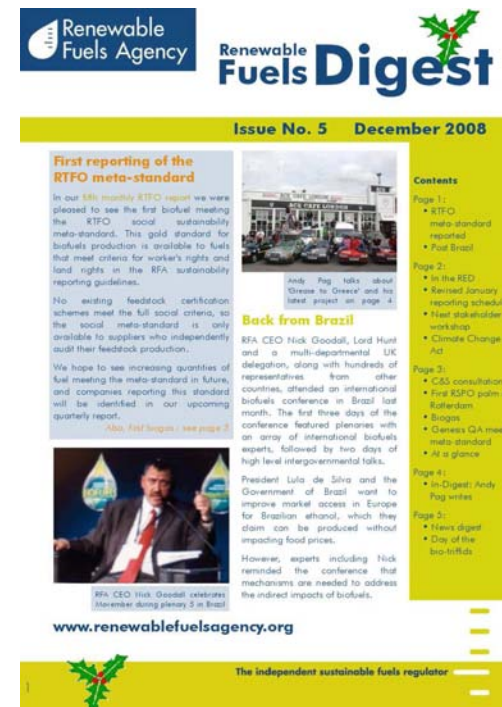 Renewable
Fuels Agency
Renewable
Fuels Digest
Issue No. 5 December 2008
First reporting of the
RTFO meta-standard
In our fifth monthly RTFO report we were
pleased to see the first biofuel meeting
the RTFO social sustainability
meta-standard. This gold standard for
biofuels production is available to fuels
that meet criteria for worker's rights and
land rights in the RFA sustainability
reporting guidelines.
No existing feedstock certification
schemes meet the full social criteria, so
the social meta-standard is only
available to suppliers who independently
audit their feedstock production.
We hope to see increasing quantities of
fuel meeting the meta-standard in future,
and companies reporting this standard
will be identified in our upcoming
quarterly report.
Also, first biogas : see page 3
RFA CEO Nick Goodall celebrates
Movember during plenary 5 in Brazil
ACE CAFE LONDON
Andy Pag talks about
'Grease to Greece' and his
latest project on page 4
Back from Brazil
RFA CEO Nick Goodall, Lord Hunt
and a multi-departmental UK
delegation, along with hundreds of
representatives from other
countries, attended an international
biofuels conference in Brazil last
month. The first three days of the
conference featured plenaries with
an array of international biofuels
experts, followed by two days of
high level intergovernmental talks.
President Lula de Silva and the
Government of Brazil want to
improve market access in Europe
for Brazilian ethanol, which they
claim can be produced without
impacting food prices.
However, experts including Nick
reminded the conference that
mechanisms are needed to address
the indirect impacts of biofuels.
Contents
Page 1:
• RTFO
meta-standard
reported
• Post Brazil
Page 2:
• In the RED
• Revised January
reporting schedul
• Next stakeholder
workshop
• Climate Change
Act
Page 3:
• C&S consultation
• First RSPO palm
Rotterdam
• Biogas
• Genesis QA mee
meta-standard
• At a glance
Page 4:
• In-Digest: Andy
Pag writes
Page 5:
• News digest
• Day of the
bio-triffids
www.renewablefuelsagency.org
The independent sustainable fuels regulator
1